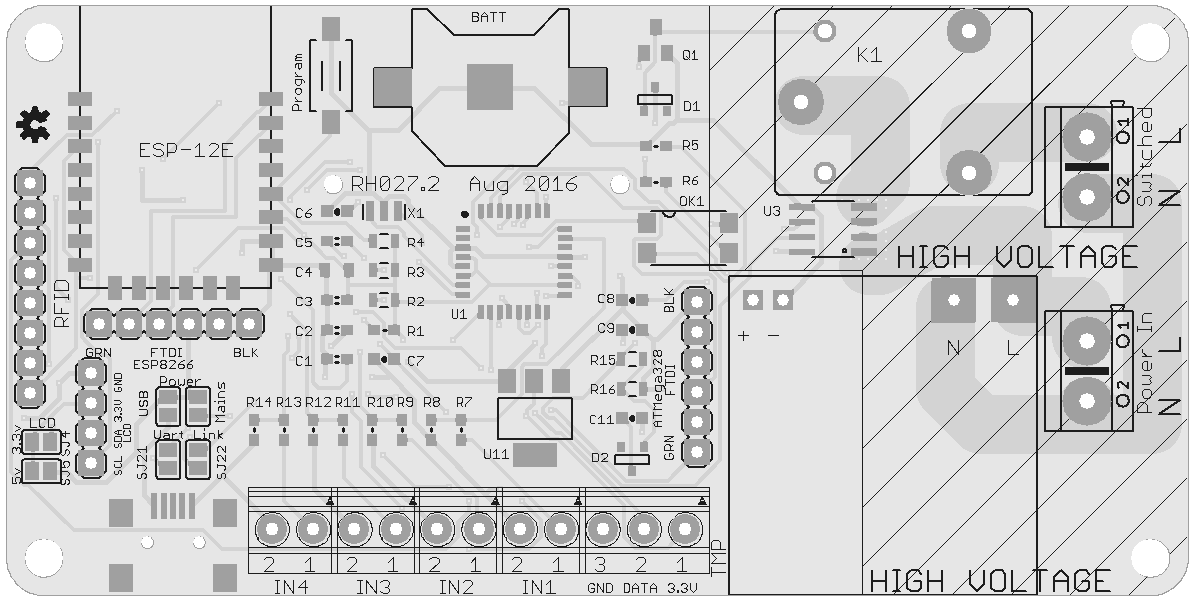 BATT
Q1
K1
Program
D1
O1
Switched
L
O2
N
ESP-12E
R5
R6
RH027.2 Aug 2016
OK1
U3
C6
X1
C5
R4
HIGH VOLTAGE
C4
R3
C3
R2
C8
BLK
RFID
U1
C2
R1
C9
+ -
N
L
O1
Power In
L
O2
N
GRN FTDI BLK
ESP8266
C1
C7
R15
Power
USB
Mains
R16
ATMega328
FTDI
GND
3.3V
SDA
SCL
LCD
R14 R13 R12 R11 R10 R9 R8 R7
C11
LCD
3.3v
SJ4
Uart Link
SJ21
SJ22
5v
SJ5
U11
D2
GRN
TMP
2 1 2 1 2 1 2 1 3 2 1
IN4 IN3 IN2 IN1 GND DATA 3.3V
HIGH VOLTAGE